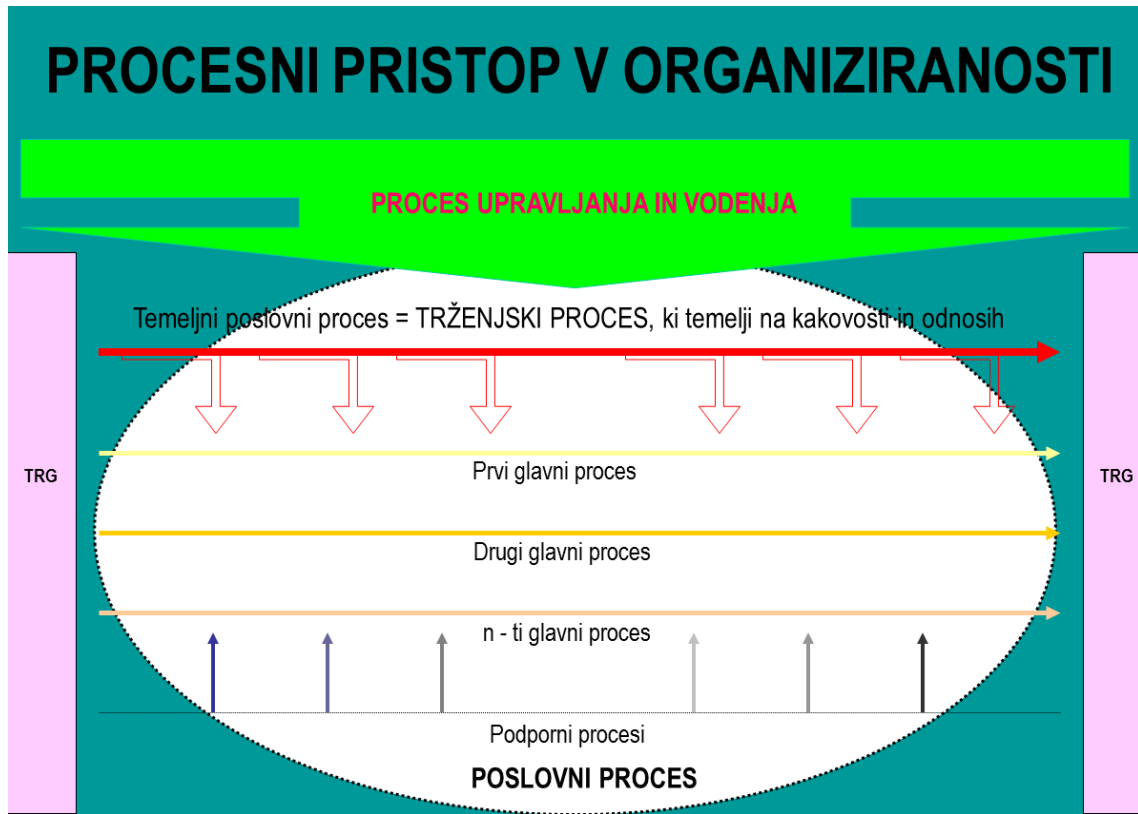 PROCESNI PRISTOP V ORGANIZIRANOSTI
PROCES UPRAVLJANJA IN VODENJA
Temeljni poslovni proces = TRŽENJSKI PROCES, ki temelji na kakovosti in odnosih
TRG
Prvi glavni proces
TRG
Drugi glavni proces
n - ti glavni proces
Podporni procesi
POSLOVNI PROCES